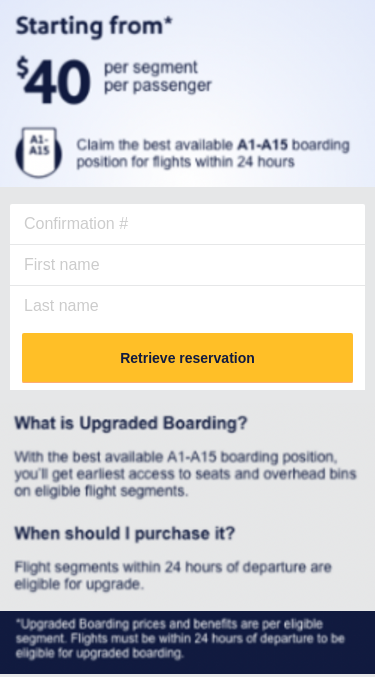 Starting from*
$40 per segment
per passenger
A1-
A15
Claim the best available A1-A15 boarding
position for flights within 24 hours
Confirmation #
First name
Last name
Retrieve reservation
What is Upgraded Boarding?
With the best available A1-A15 boarding position,
you'll get earliest access to seats and overhead bins
on eligible flight segments.
When should I purchase it?
Flight segments within 24 hours of departure are
eligible for upgrade.
*Upgraded Boarding prices and benefits are per eligible
segment. Flights must be within 24 hours of departure to be
eligible for upgraded boarding.